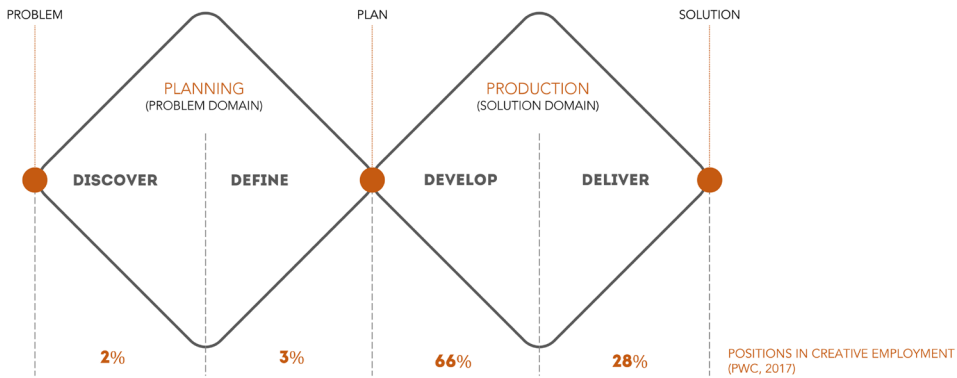 PROBLEM
PLAN
SOLUTION
PLANNING
(PROBLEM DOMAIN)
PRODUCTION
(SOLUTION DOMAIN)
DISCOVER
DEFINE
DEVELOP
DELIVER
2%
3%
66%
28%
POSITIONS IN CREATIVE EMPLOYMENT
(PWC, 2017)